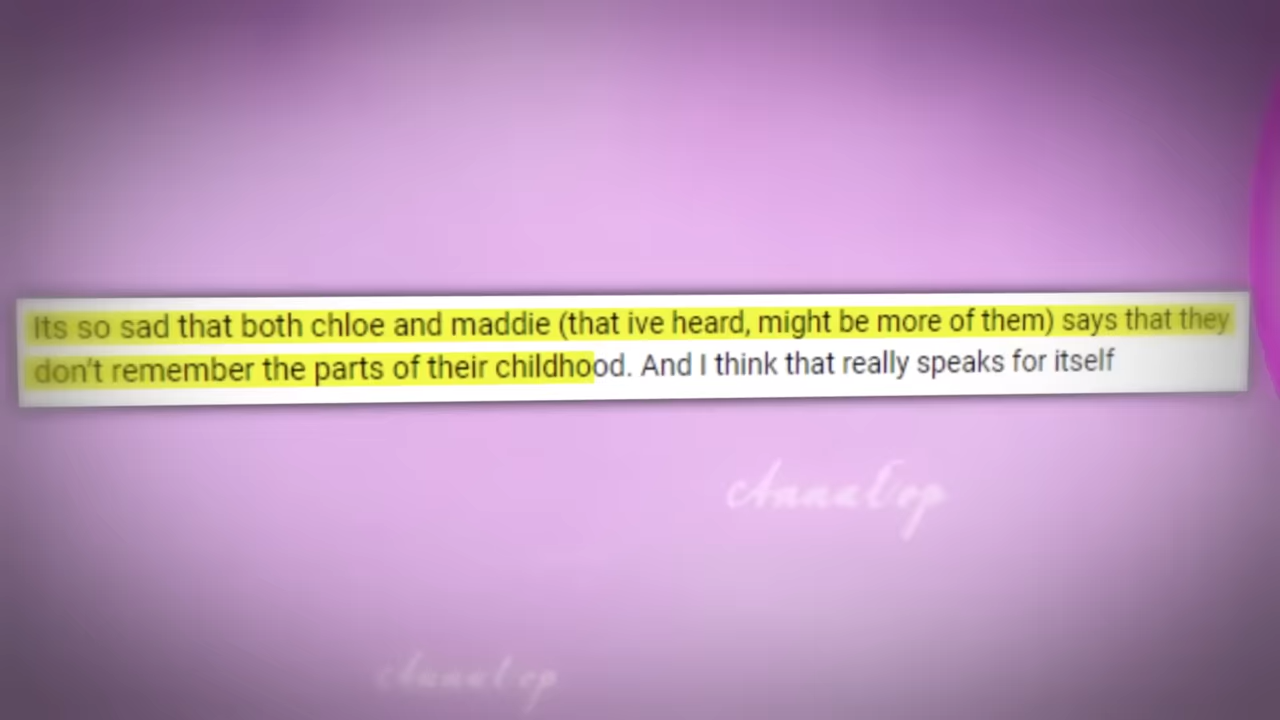 Its so sad that both chloe and maddie (that ive heard, might be more of them) says that they
don't remember the parts of their childhood. And I think that really speaks for itself